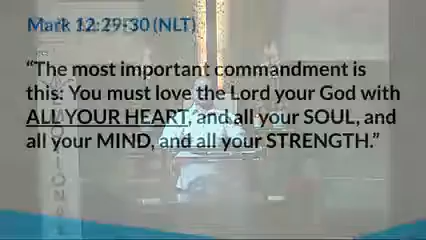 Mark 12:29-30 (NLT)
“The most important commandment is
this: You must love the Lord your God with
ALL YOUR HEART, and all your SOUL, and
all your MIND, and all your STRENGTH.”